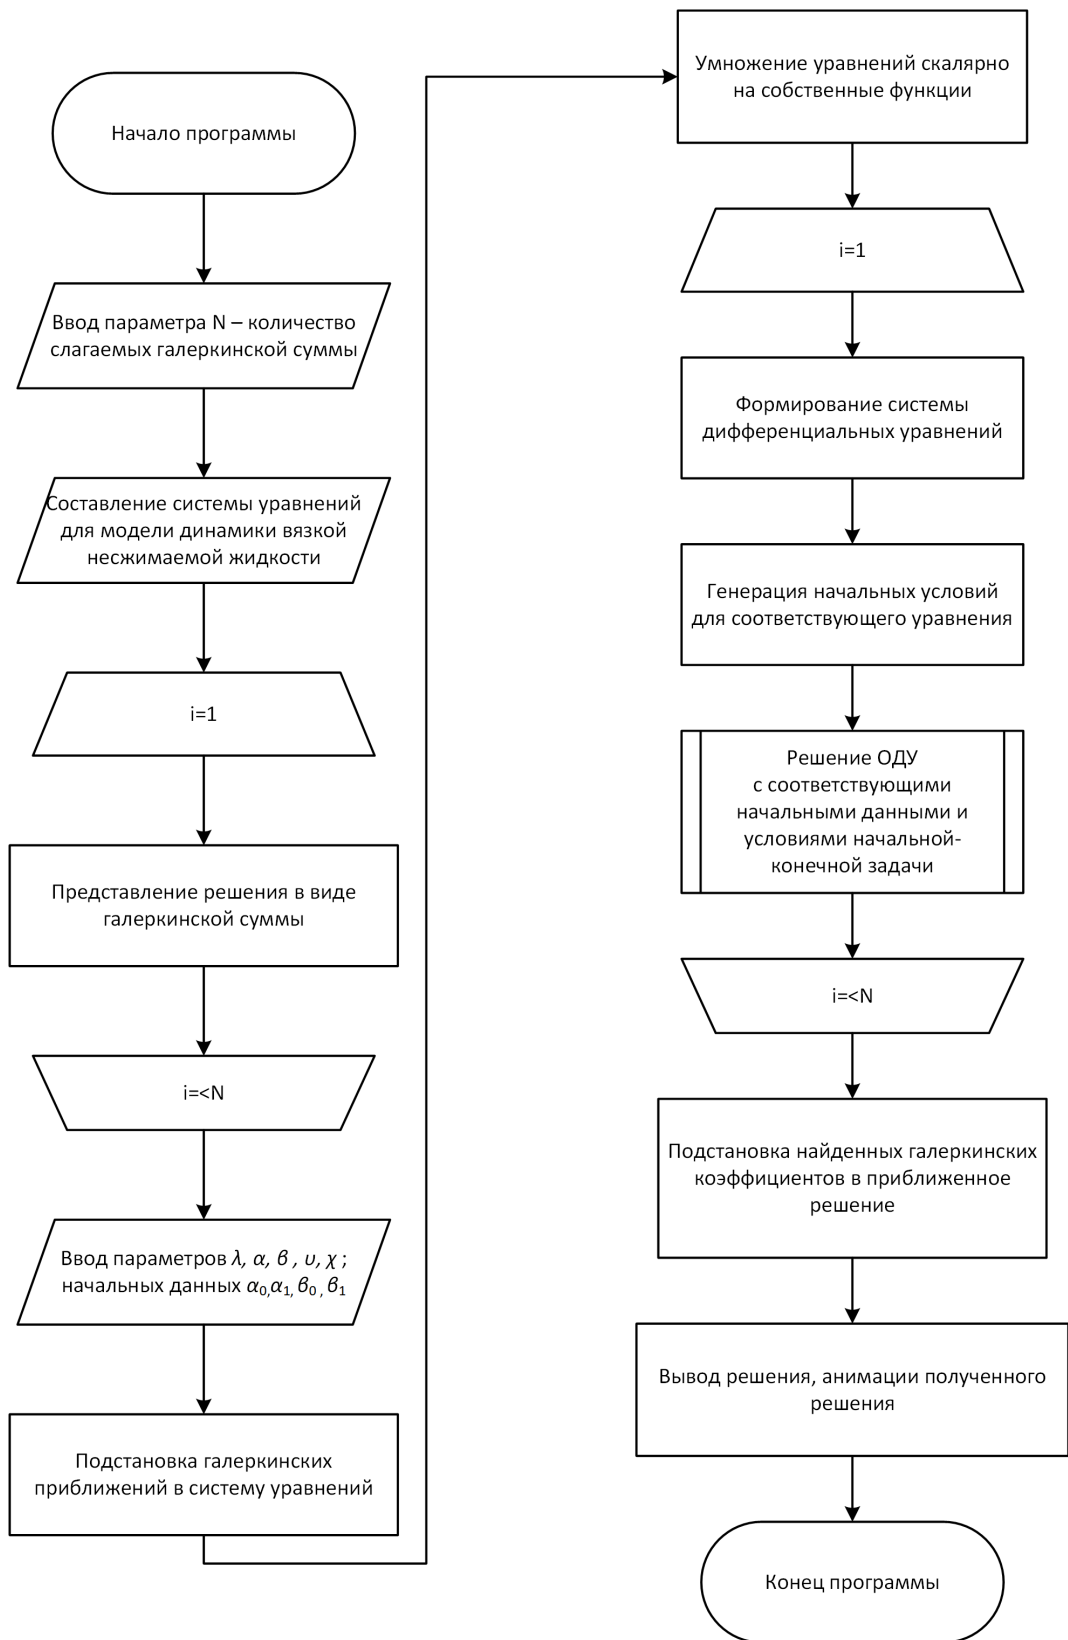 Начало программы
Ввод параметра N – количество
слагаемых галеркинской суммы
Составление системы уравнений
для модели динамики вязкой
несжимаемой жидкости
i=1
Представление решения в виде
галеркинской суммы
i=<N
Ввод параметров λ, α, β , υ, χ ;
начальных данных α₀,α₁, β₀ , β₁
Подстановка галеркинских
приближений в систему уравнений
Умножение уравнений скалярно
на собственные функции
i=1
Формирование системы
дифференциальных уравнений
Генерация начальных условий
для соответствующего уравнения
Решение ОДУ
с соответствующими
начальными данными и
условиями начальной-
конечной задачи
i=<N
Подстановка найденных галеркинских
коэффициентов в приближенное
решение
Вывод решения, анимации полученного
решения
Конец программы